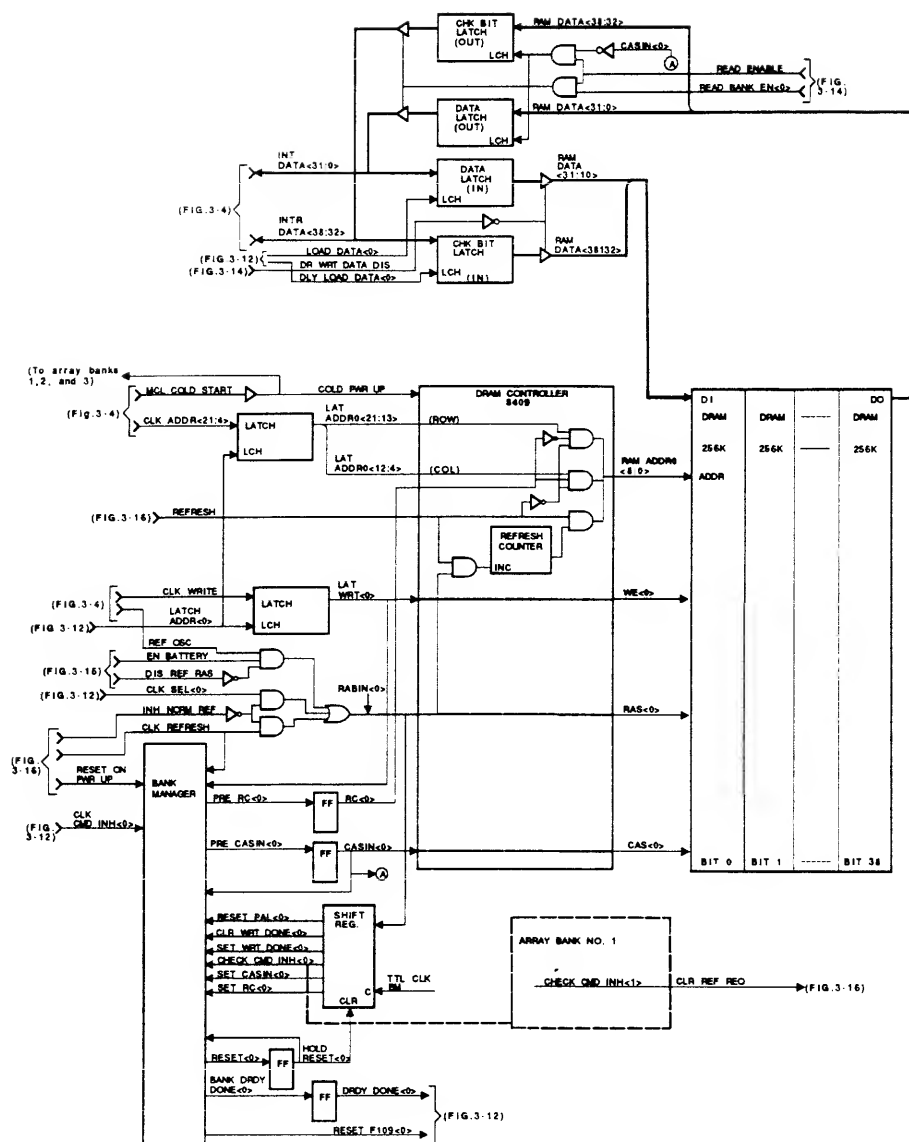 CHK BIT
LATCH
(OUT)
LCH
RAM DATA<38:32>
CASIN<0>
A
READ ENABLE
READ BANK EN<0>
(FIG.
3-14)
DATA
LATCH
(OUT)
LCH
RAM DATA<31:0>
INT
DATA<31:0>
DATA
LATCH
(IN)
LCH
RAM
DATA
<31:10>
(FIG.3-4)
INTR
DATA<38:32>
CHK BIT
LATCH
(IN)
LCH
RAM
DATA<38132>
(FIG.3-12)
LOAD DATA<0>
(FIG.3-14)
DR WRT DATA DIS
DLY LOAD DATA<0>
(To array banks
1,2, and 3)
MCL COLD START
COLD PWR UP
(Fig.3-4)
CLK ADDR<21:4>
LATCH
LCH
LAT
ADDR0<21:13>
(ROW)
LAT
ADDR0<12:4>
(COL)
DRAM CONTROLLER
8409
RAM ADDR0
<8:0>
DI
DO
DRAM
DRAM
DRAM
256K
256K
256K
ADDR
(FIG.3-16)
REFRESH
REFRESH
COUNTER
INC
(FIG.3-4)
CLK WRITE
LATCH
LCH
LAT
WRT<0>
WE<0>
(FIG.3-12)
LATCH
ADDR<0>
REF OSC
(FIG.3-15)
EN BATTERY
DIS REF RAS
(FIG.3-12)
CLK SEL<0>
RABIN<0>
RAS<0>
INH NORM REF
CLK REFRESH
(FIG.
3-16)
RESET ON
PWR UP
BANK
MANAGER
(FIG.
3-12)
CLK
CMD INH<0>
PRE RC<0>
FF
RC<0>
PRE CASIN<0>
FF
CASIN<0>
CAS<0>
A
BIT 0
BIT 1
BIT 38
RESET PAL<0>
CLR WRT DONE<0>
SET WRT DONE<0>
CHECK CMD INH<0>
SET CASIN<0>
SET RC<0>
SHIFT
REG.
C
CLR
TTL CLK
BM
ARRAY BANK NO. 1
CHECK CMD INH<1>
CLR REF REQ
(FIG.3-16)
RESET<0>
FF
HOLD
RESET<0>
BANK DRDY
DONE<0>
FF
DRDY DONE<0>
(FIG.3-12)
RESET F109<0>